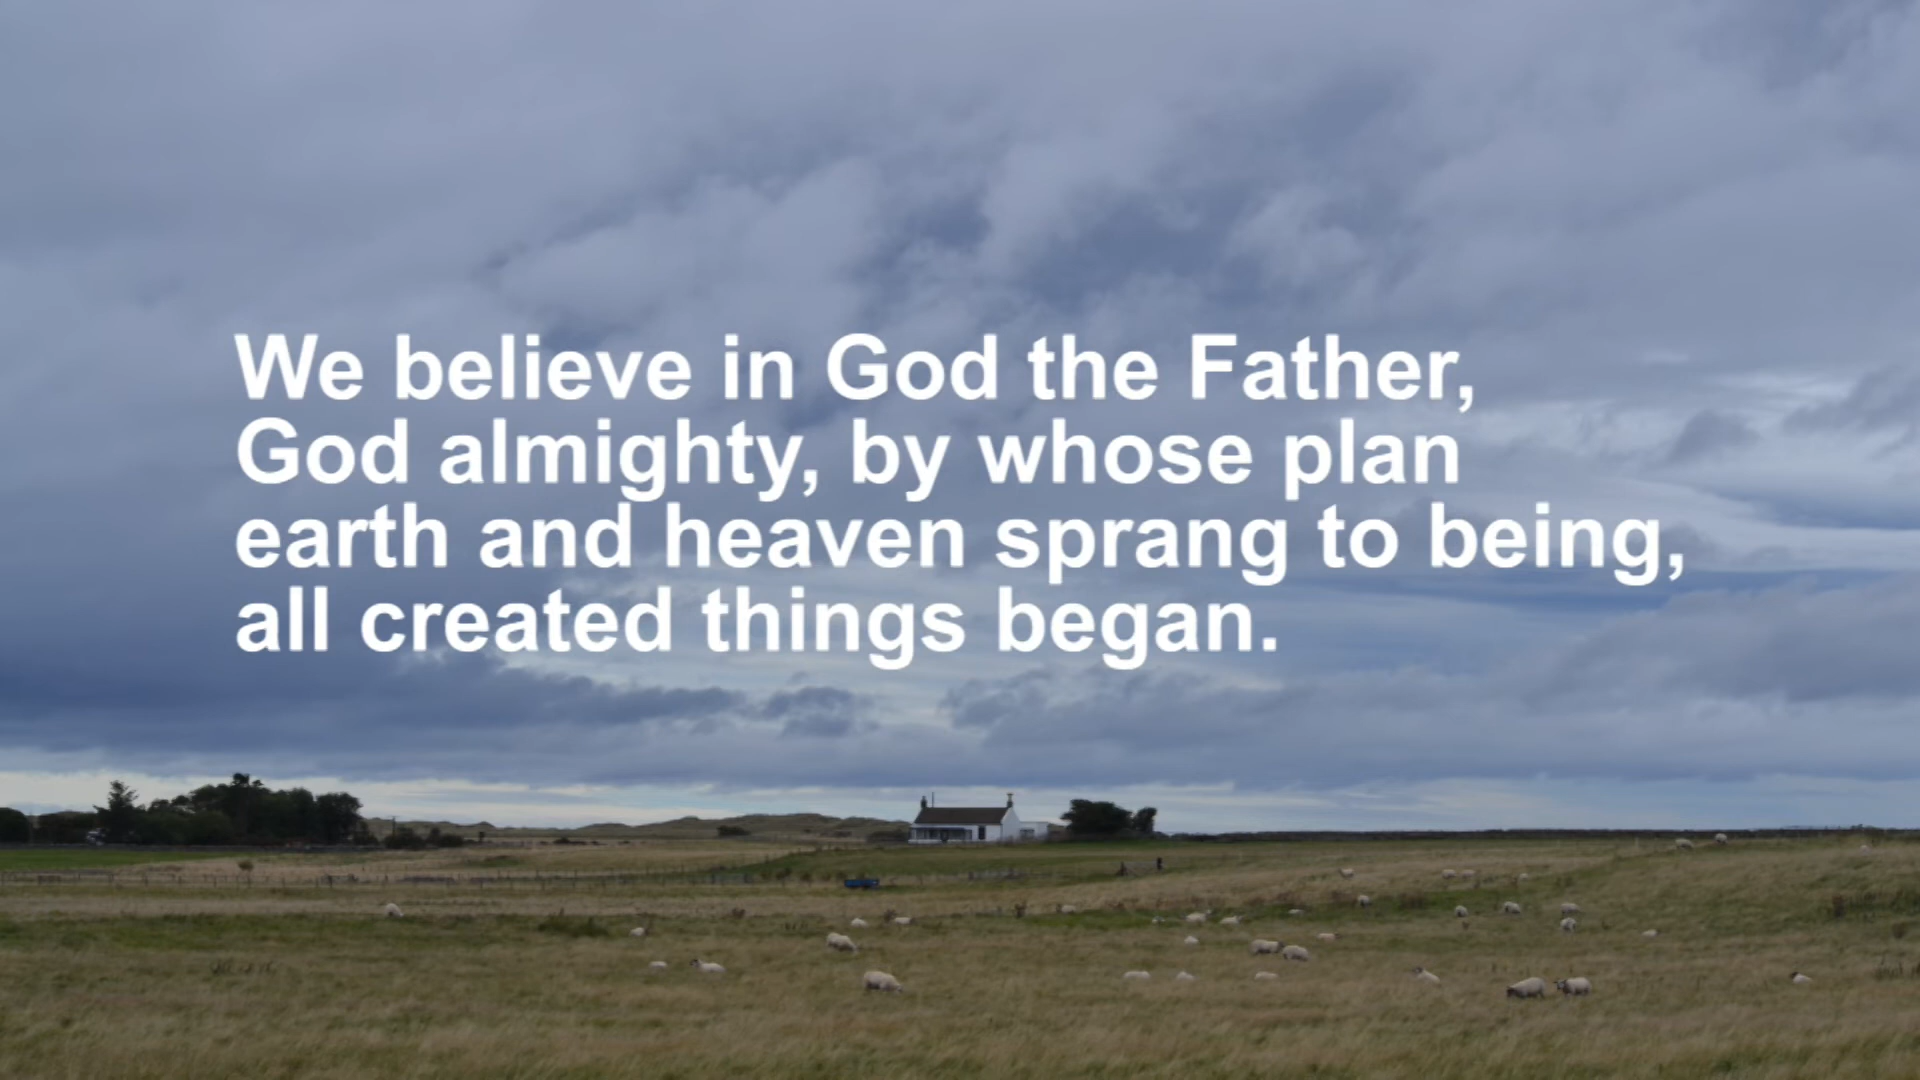 We believe in God the Father,
God almighty, by whose plan
earth and heaven sprang to being,
all created things began.